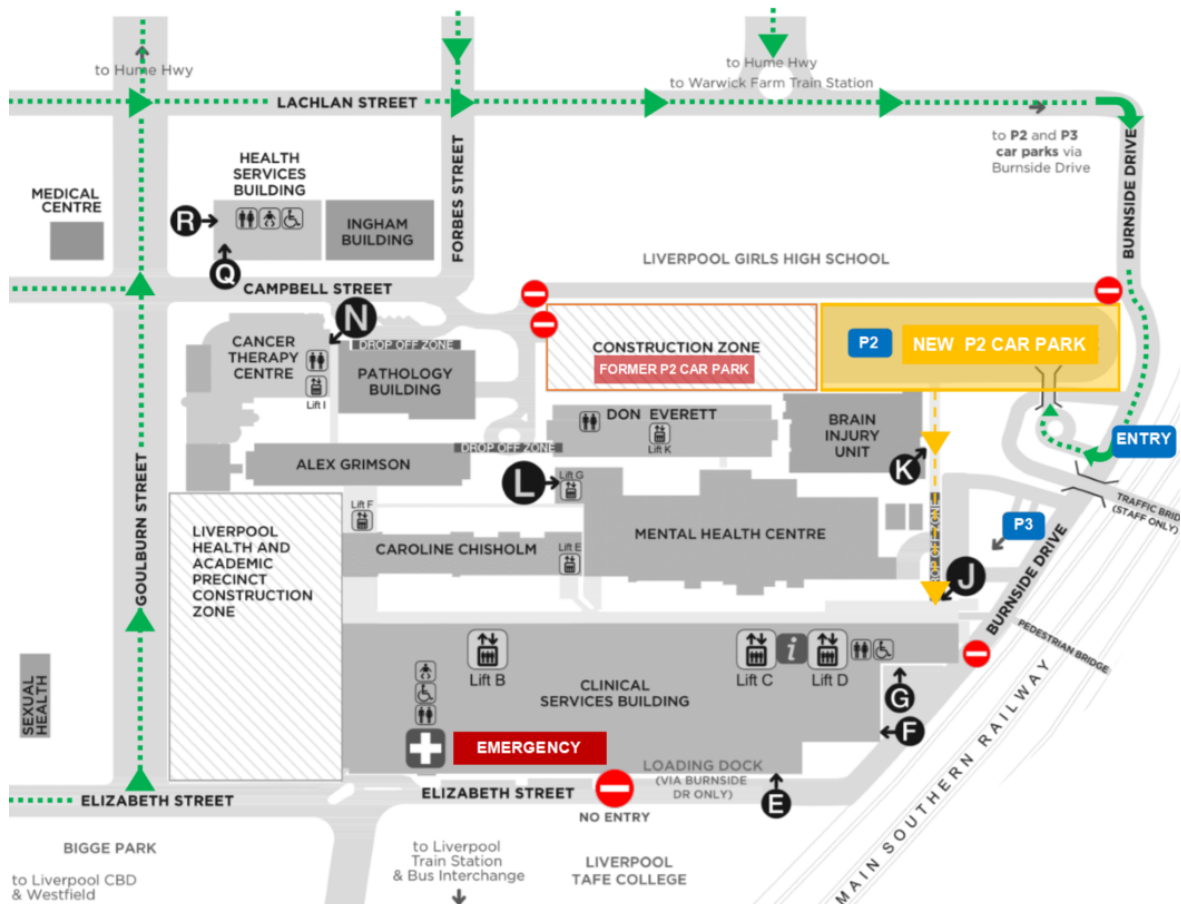 to Hume Hwy
to Hume Hwy
to Warwick Farm Train Station
LACHLAN STREET
to P2 and P3
car parks via
Burnside Drive
BURNSIDE DRIVE
FORBES STREET
HEALTH
SERVICES
BUILDING
MEDICAL
CENTRE
R
INGHAM
BUILDING
Q
LIVERPOOL GIRLS HIGH SCHOOL
CAMPBELL STREET
N
CANCER
THERAPY
CENTRE
Lift I
DROP OFF ZONE
PATHOLOGY
BUILDING
CONSTRUCTION ZONE
FORMER P2 CAR PARK
P2
NEW P2 CAR PARK
DON EVERETT
Lift K
BRAIN
INJURY
UNIT
K
ENTRY
DROP OFF ZONE
ALEX GRIMSON
L
Lift G
TRAFFIC BRID
(STAFF ONLY)
GOULBURN STREET
LIVERPOOL
HEALTH AND
ACADEMIC
PRECINCT
CONSTRUCTION
ZONE
Lift F
CAROLINE CHISHOLM
Lift E
MENTAL HEALTH CENTRE
DROP OFF ZONE
P3
J
BURNSIDE DRIVE
PEDESTRIAN BRIDGE
SEXUAL
HEALTH
Lift B
CLINICAL
SERVICES BUILDING
Lift C
i
Lift D
G
F
EMERGENCY
LOADING DOCK
(VIA BURNSIDE
DR ONLY)
E
MAIN SOUTHERN RAILWAY
ELIZABETH STREET
ELIZABETH STREET
NO ENTRY
BIGGE PARK
to Liverpool CBD
& Westfield
to Liverpool
Train Station
& Bus Interchange
LIVERPOOL
TAFE COLLEGE